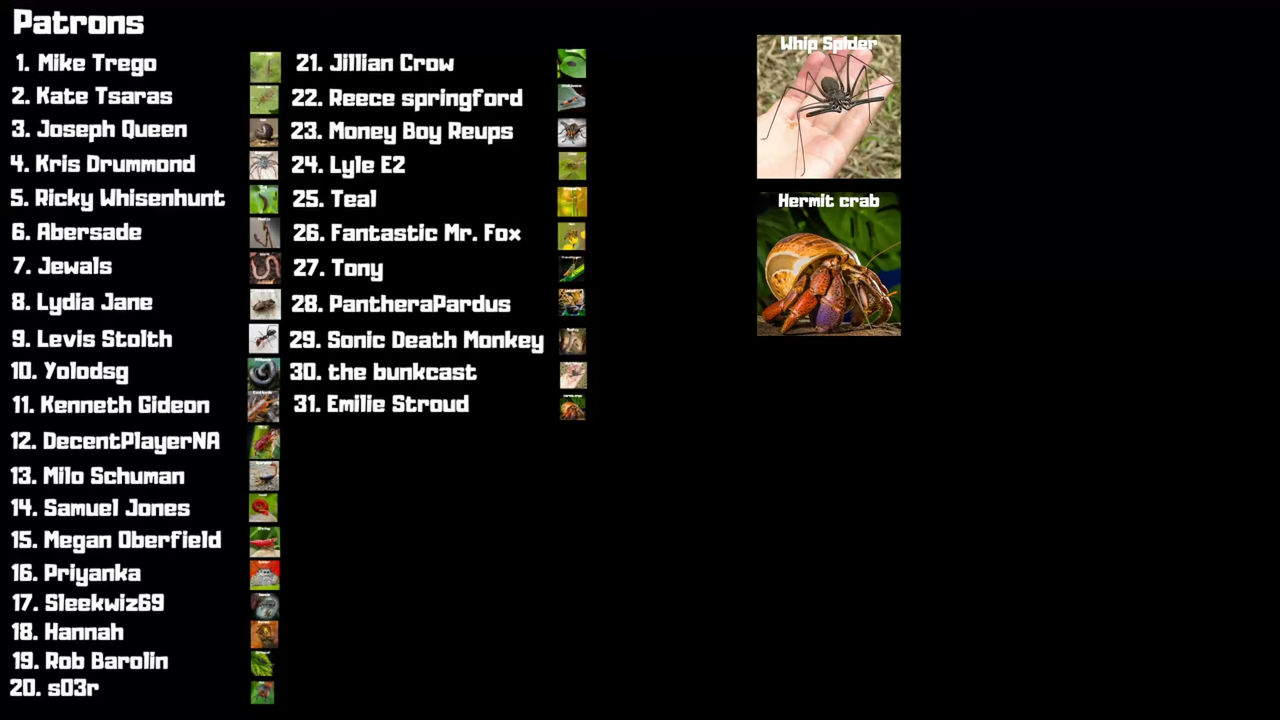 Patrons
1. Mike Trego
2. Kate Tsaras
3. Joseph Queen
4. Kris Drummond
5. Ricky Whisenhunt
6. Abersade
7. Jewals
8. Lydia Jane
9. Levis Stolth
10. Yolodsg
11. Kenneth Gideon
12. DecentPlayerNA
13. Milo Schuman
14. Samuel Jones
15. Megan Oberfield
16. Priyanka
17. Sleekwiz69
18. Hannah
19. Rob Barolin
20. s03r
21. Jillian Crow
22. Reece springford
23. Money Boy Reups
24. Lyle E2
25. Teal
26. Fantastic Mr. Fox
27. Tony
28. PantheraPardus
29. Sonic Death Monkey
30. the bunkcast
31. Emilie Stroud
Whip Spider
Hermit crab